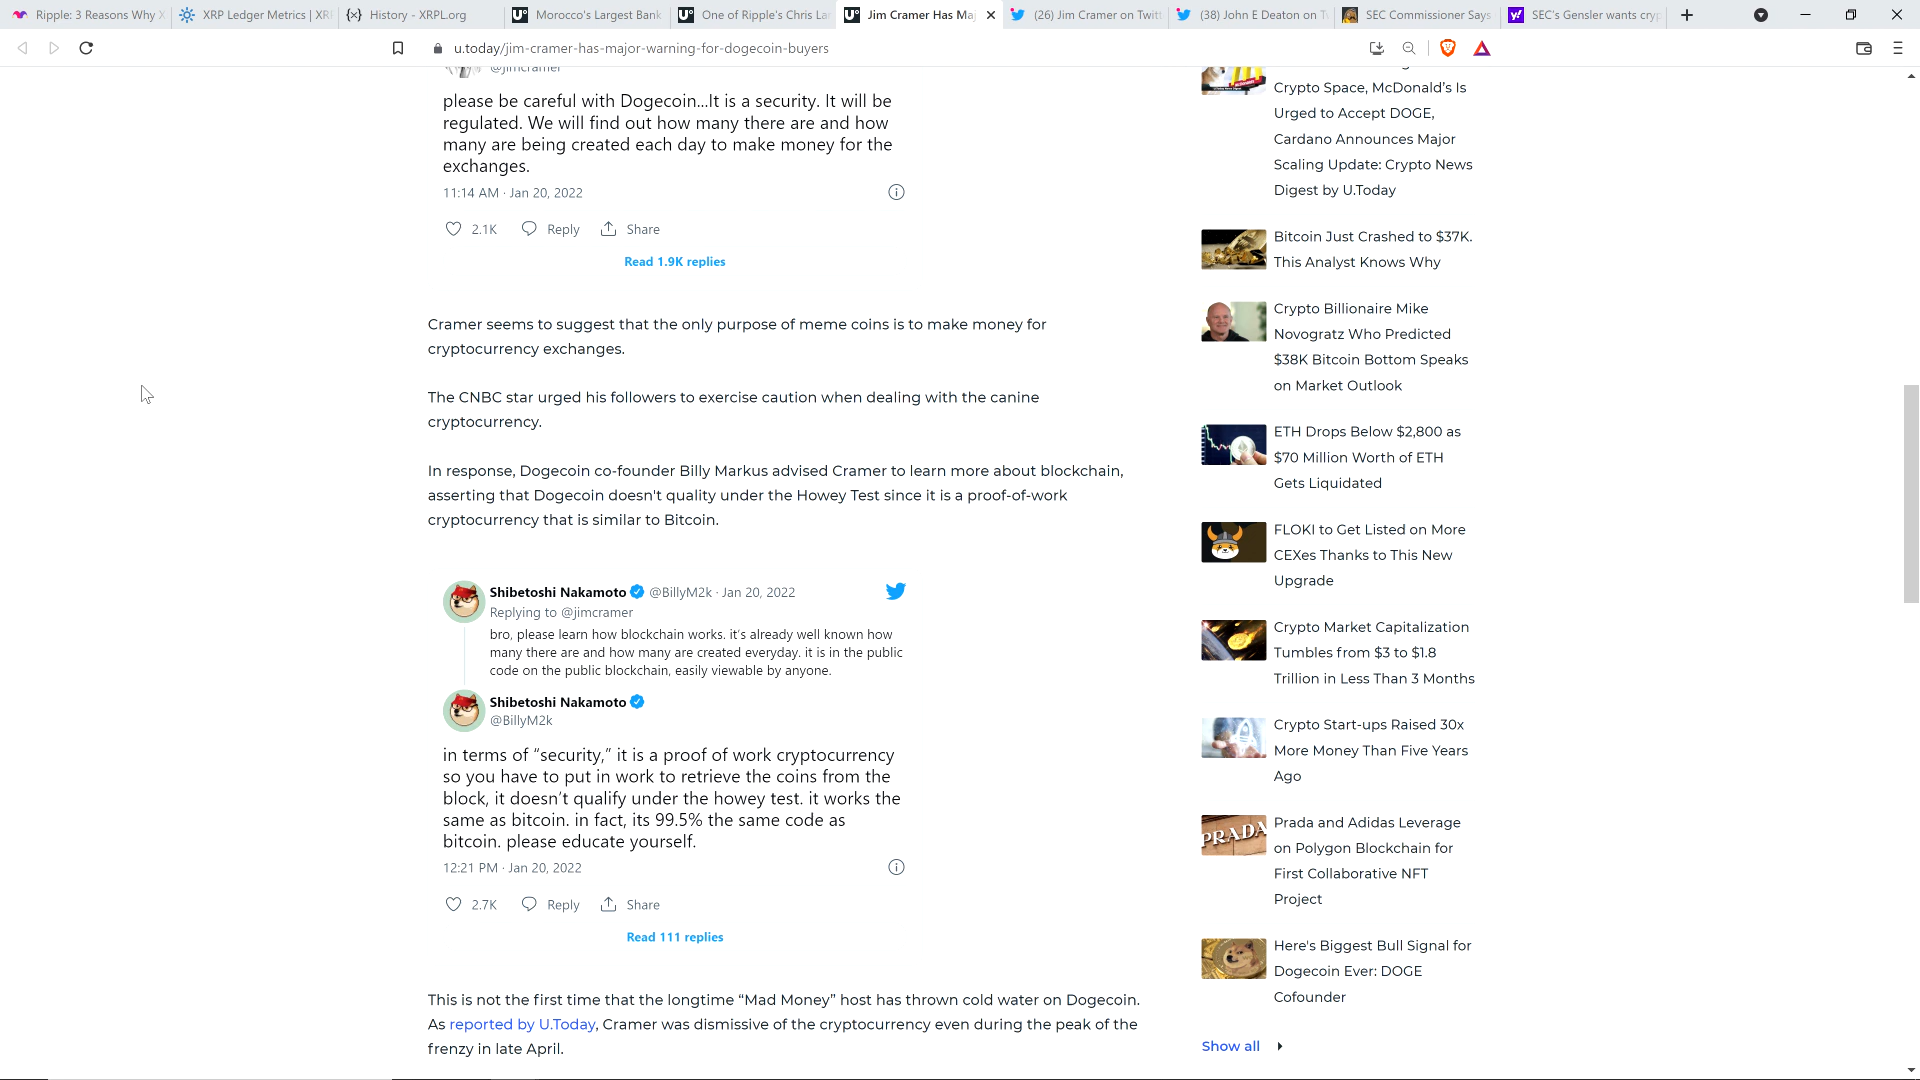 Ripple: 3 Reasons Why X
XRP Ledger Metrics | XRI
History - XRPL.org
Morocco's Largest Bank
One of Ripple's Chris La
Jim Cramer Has Ma
(26) Jim Cramer on Twitt
(38) John E Deaton on T
SEC Commissioner Says
SEC's Gensler wants cryp
u.today/jim-cramer-has-major-warning-for-dogecoin-buyers
@jimcramer
please be careful with Dogecoin...It is a security. It will be
regulated. We will find out how many there are and how
many are being created each day to make money for the
exchanges.
11:14 AM · Jan 20, 2022
2.1K Reply Share
Read 1.9K replies
Cramer seems to suggest that the only purpose of meme coins is to make money for
cryptocurrency exchanges.
The CNBC star urged his followers to exercise caution when dealing with the canine
cryptocurrency.
In response, Dogecoin co-founder Billy Markus advised Cramer to learn more about blockchain,
asserting that Dogecoin doesn't quality under the Howey Test since it is a proof-of-work
cryptocurrency that is similar to Bitcoin.
Shibetoshi Nakamoto @BillyM2k · Jan 20, 2022
Replying to @jimcramer
bro, please learn how blockchain works. it's already well known how
many there are and how many are created everyday. it is in the public
code on the public blockchain, easily viewable by anyone.
Shibetoshi Nakamoto
@BillyM2k
in terms of “security,” it is a proof of work cryptocurrency
so you have to put in work to retrieve the coins from the
block, it doesn’t qualify under the howey test. it works the
same as bitcoin. in fact, its 99.5% the same code as
bitcoin. please educate yourself.
12:21 PM · Jan 20, 2022
2.7K Reply Share
Read 111 replies
This is not the first time that the longtime “Mad Money” host has thrown cold water on Dogecoin.
As reported by U.Today, Cramer was dismissive of the cryptocurrency even during the peak of the
frenzy in late April.
Crypto Space, McDonald’s Is
Urged to Accept DOGE,
Cardano Announces Major
Scaling Update: Crypto News
Digest by U.Today
Bitcoin Just Crashed to $37K.
This Analyst Knows Why
Crypto Billionaire Mike
Novogratz Who Predicted
$38K Bitcoin Bottom Speaks
on Market Outlook
ETH Drops Below $2,800 as
$70 Million Worth of ETH
Gets Liquidated
FLOKI to Get Listed on More
CEXes Thanks to This New
Upgrade
Crypto Market Capitalization
Tumbles from $3 to $1.8
Trillion in Less Than 3 Months
Crypto Start-ups Raised 30x
More Money Than Five Years
Ago
PRADA
Prada and Adidas Leverage
on Polygon Blockchain for
First Collaborative NFT
Project
Here's Biggest Bull Signal for
Dogecoin Ever: DOGE
Cofounder
Show all